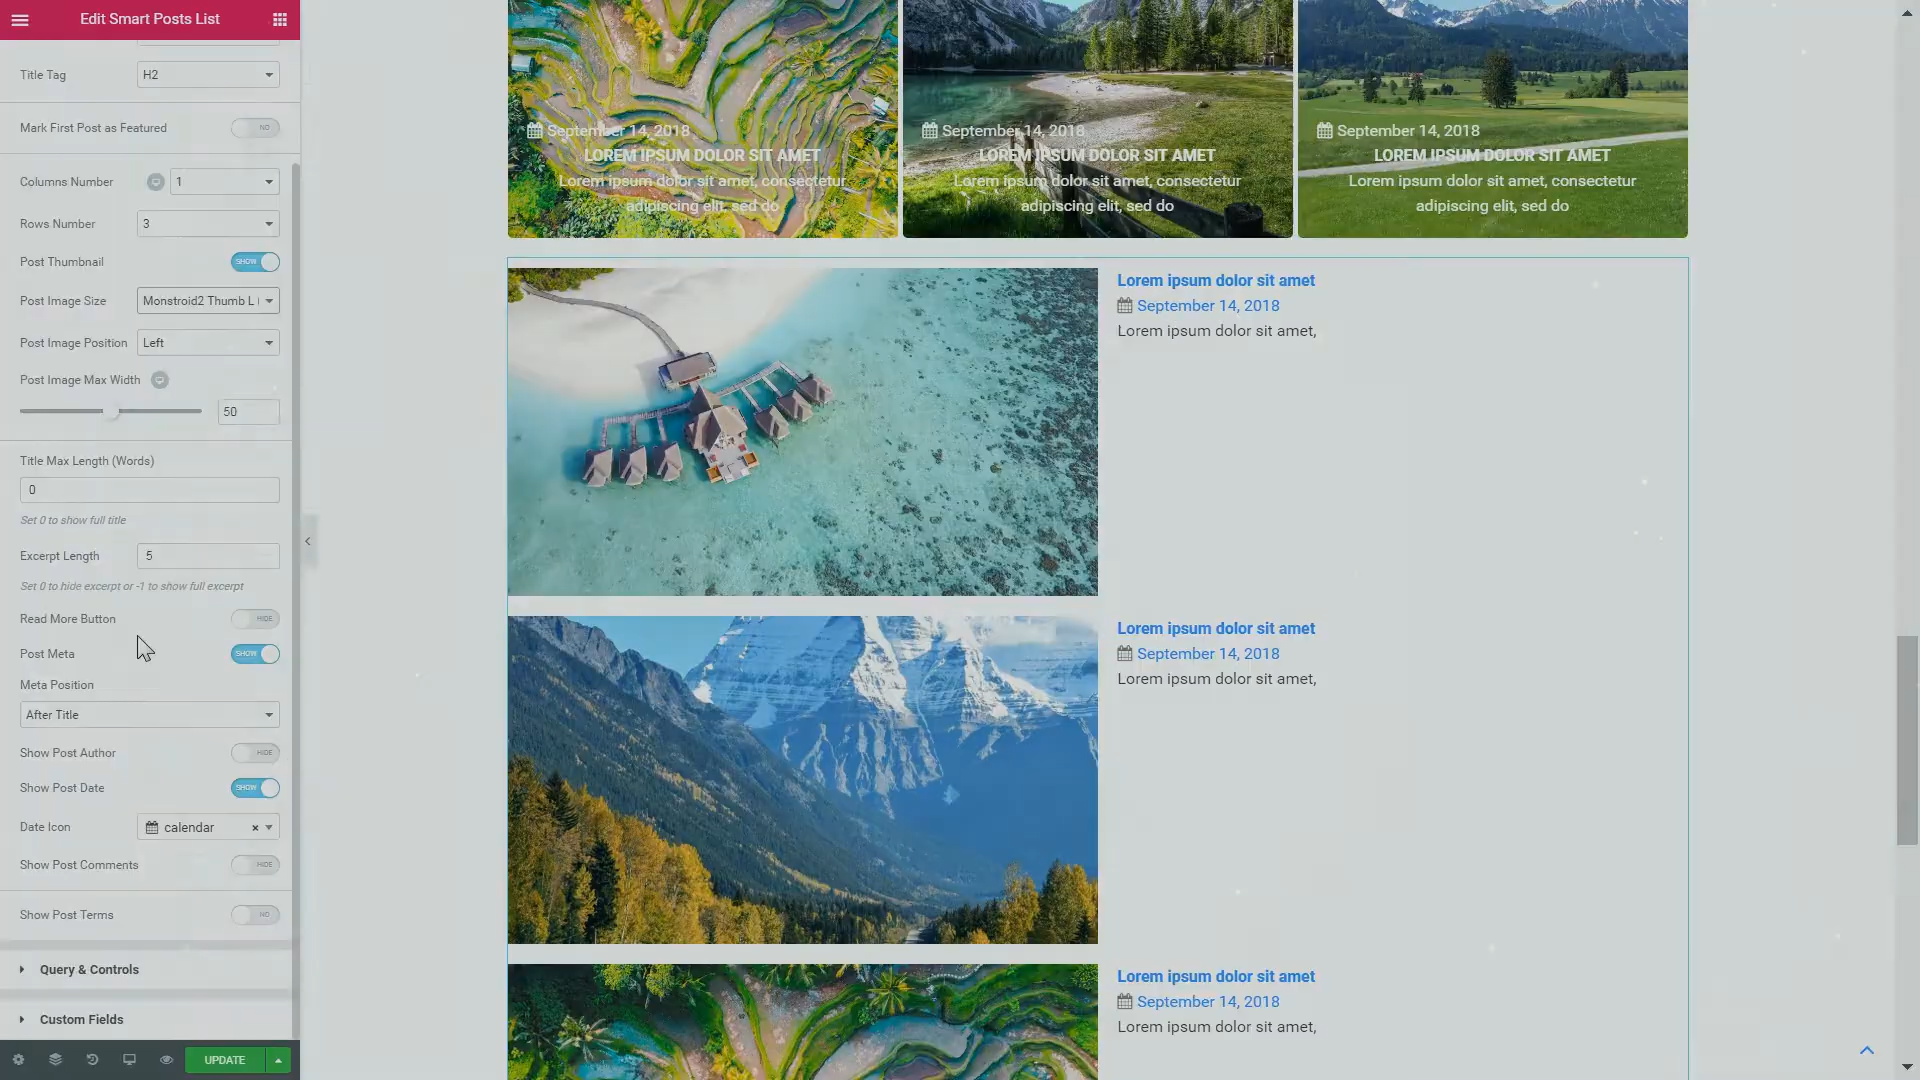 Edit Smart Posts List
Title Tag
H2
Mark First Post as Featured
NO
Columns Number
1
Rows Number
3
Post Thumbnail
SHOW
Post Image Size
Monstroid2 Thumb L
Post Image Position
Left
Post Image Max Width
50
Title Max Length (Words)
0
Set 0 to show full title
Excerpt Length
5
Set 0 to hide excerpt or -1 to show full excerpt
Read More Button
HIDE
Post Meta
SHOW
Meta Position
After Title
Show Post Author
HIDE
Show Post Date
SHOW
Date Icon
calendar
Show Post Comments
HIDE
Show Post Terms
NO
Query & Controls
Custom Fields
UPDATE
September 14, 2018
LOREM IPSUM DOLOR SIT AMET
Lorem ipsum dolor sit amet, consectetur
adipiscing elit, sed do
September 14, 2018
LOREM IPSUM DOLOR SIT AMET
Lorem ipsum dolor sit amet, consectetur
adipiscing elit, sed do
September 14, 2018
LOREM IPSUM DOLOR SIT AMET
Lorem ipsum dolor sit amet, consectetur
adipiscing elit, sed do
Lorem ipsum dolor sit amet
September 14, 2018
Lorem ipsum dolor sit amet,
Lorem ipsum dolor sit amet
September 14, 2018
Lorem ipsum dolor sit amet,
Lorem ipsum dolor sit amet
September 14, 2018
Lorem ipsum dolor sit amet,